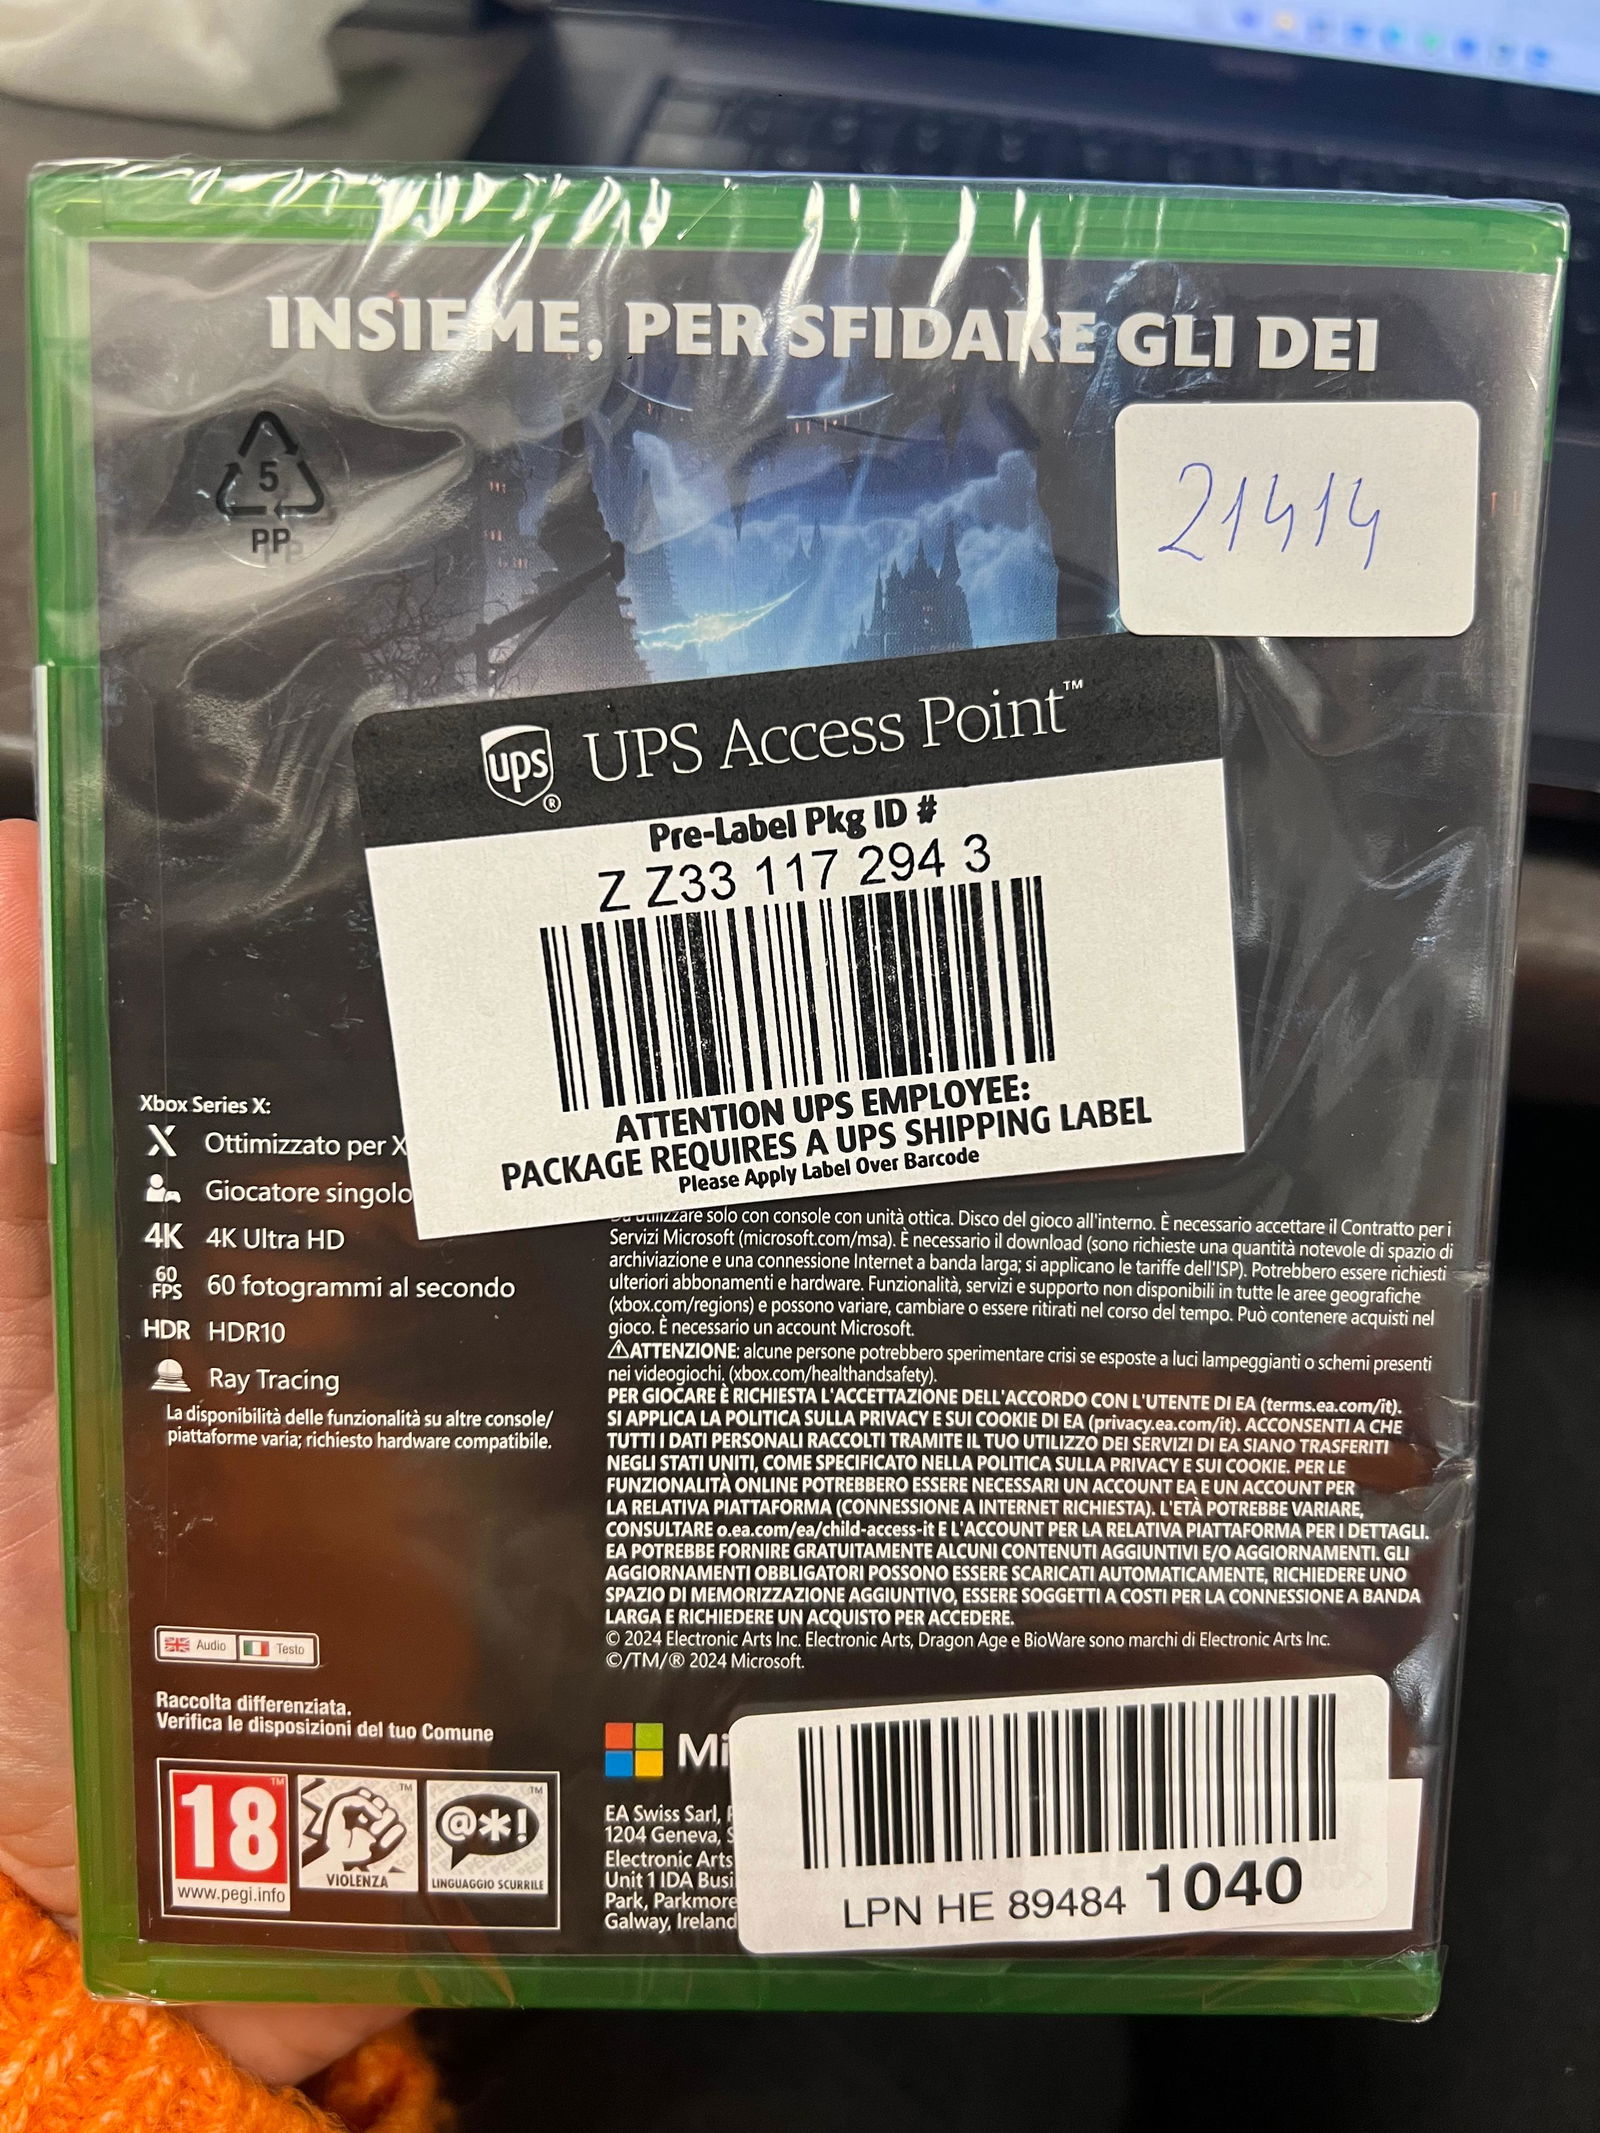 INSIEME, PER SFIDARE GLI DEI
5
PP
21414
ups
® UPS Access Point™
Pre-Label Pkg ID #
Z Z33 117 294 3
ATTENTION UPS EMPLOYEE:
PACKAGE REQUIRES A UPS SHIPPING LABEL
Please Apply Label Over Barcode
Xbox Series X:
X Ottimizzato per X
Giocatore singolo
4K 4K Ultra HD
60 FPS 60 fotogrammi al secondo
HDR HDR10
Ray Tracing
La disponibilità delle funzionalità su altre console/
piattaforme varia; richiesto hardware compatibile.
utilizzare solo con console con unità ottica. Disco del gioco all'interno. È necessario accettare il Contratto per i
Servizi Microsoft (microsoft.com/msa). È necessario il download (sono richieste una quantità notevole di spazio di
archiviazione e una connessione Internet a banda larga; si applicano le tariffe dell'ISP). Potrebbero essere richiesti
ulteriori abbonamenti e hardware. Funzionalità, servizi e supporto non disponibili in tutte le aree geografiche
(xbox.com/regions) e possono variare, cambiare o essere ritirati nel corso del tempo. Può contenere acquisti nel
gioco. È necessario un account Microsoft.
⚠ATTENZIONE: alcune persone potrebbero sperimentare crisi se esposte a luci lampeggianti o schemi presenti
nei videogiochi. (xbox.com/healthandsafety).
PER GIOCARE È RICHIESTA L'ACCETTAZIONE DELL'ACCORDO CON L'UTENTE DI EA (terms.ea.com/it).
SI APPLICA LA POLITICA SULLA PRIVACY E SUI COOKIE DI EA (privacy.ea.com/it). ACCONSENTI A CHE
TUTTI I DATI PERSONALI RACCOLTI TRAMITE IL TUO UTILIZZO DEI SERVIZI DI EA SIANO TRASFERITI
NEGLI STATI UNITI, COME SPECIFICATO NELLA POLITICA SULLA PRIVACY E SUI COOKIE. PER LE
FUNZIONALITÀ ONLINE POTREBBERO ESSERE NECESSARI UN ACCOUNT EA E UN ACCOUNT PER
LA RELATIVA PIATTAFORMA (CONNESSIONE A INTERNET RICHIESTA). L'ETÀ POTREBBE VARIARE,
CONSULTARE o.ea.com/ea/child-access-it E L'ACCOUNT PER LA RELATIVA PIATTAFORMA PER I DETTAGLI.
EA POTREBBE FORNIRE GRATUITAMENTE ALCUNI CONTENUTI AGGIUNTIVI E/O AGGIORNAMENTI. GLI
AGGIORNAMENTI OBBLIGATORI POSSONO ESSERE SCARICATI AUTOMATICAMENTE, RICHIEDERE UNO
SPAZIO DI MEMORIZZAZIONE AGGIUNTIVO, ESSERE SOGGETTI A COSTI PER LA CONNESSIONE A BANDA
LARGA E RICHIEDERE UN ACQUISTO PER ACCEDERE.
© 2024 Electronic Arts Inc. Electronic Arts, Dragon Age e BioWare sono marchi di Electronic Arts Inc.
©/TM/® 2024 Microsoft.
Audio Testo
Raccolta differenziata.
Verifica le disposizioni del tuo Comune
18™
www.pegi.info
™
VIOLENZA
@*!™
LINGUAGGIO SCURRILE
Mi
EA Swiss Sarl,
1204 Geneva, S
Electronic Arts
Unit 1 IDA Busi
Park, Parkmore
Galway, Ireland
LPN HE 89484 1040